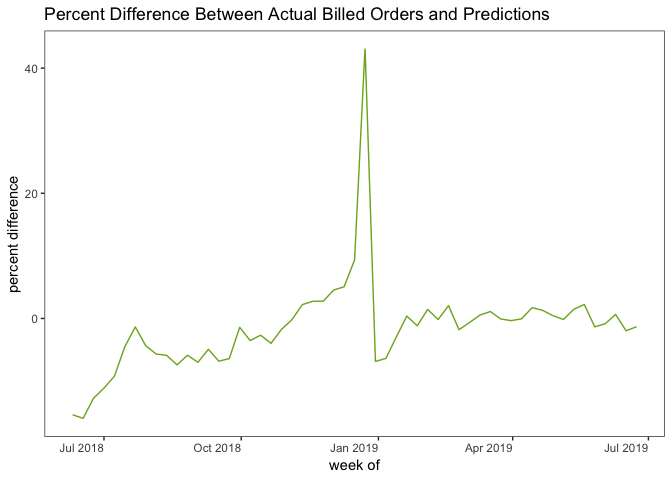 Percent Difference Between Actual Billed Orders and Predictions
percent difference
40
20
0
Jul 2018
Oct 2018
Jan 2019
Apr 2019
Jul 2019
week of